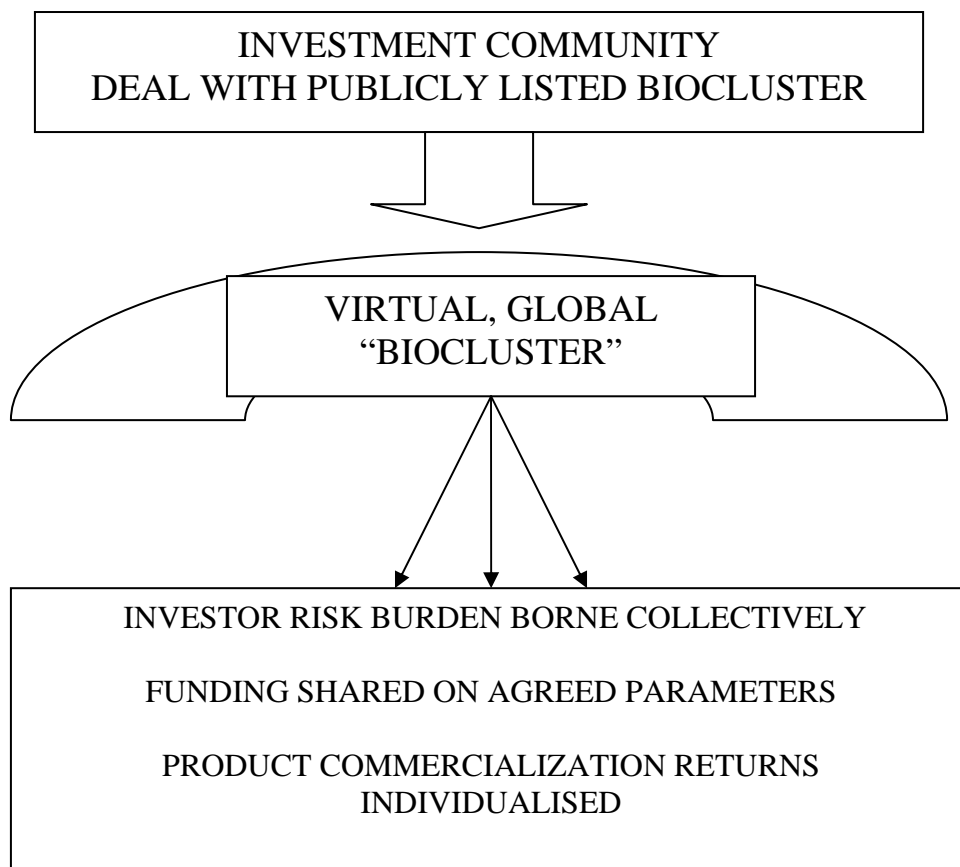 INVESTMENT COMMUNITY
DEAL WITH PUBLICLY LISTED BIOCLUSTER
VIRTUAL, GLOBAL
“BIOCLUSTER”
INVESTOR RISK BURDEN BORNE COLLECTIVELY
FUNDING SHARED ON AGREED PARAMETERS
PRODUCT COMMERCIALIZATION RETURNS
INDIVIDUALISED